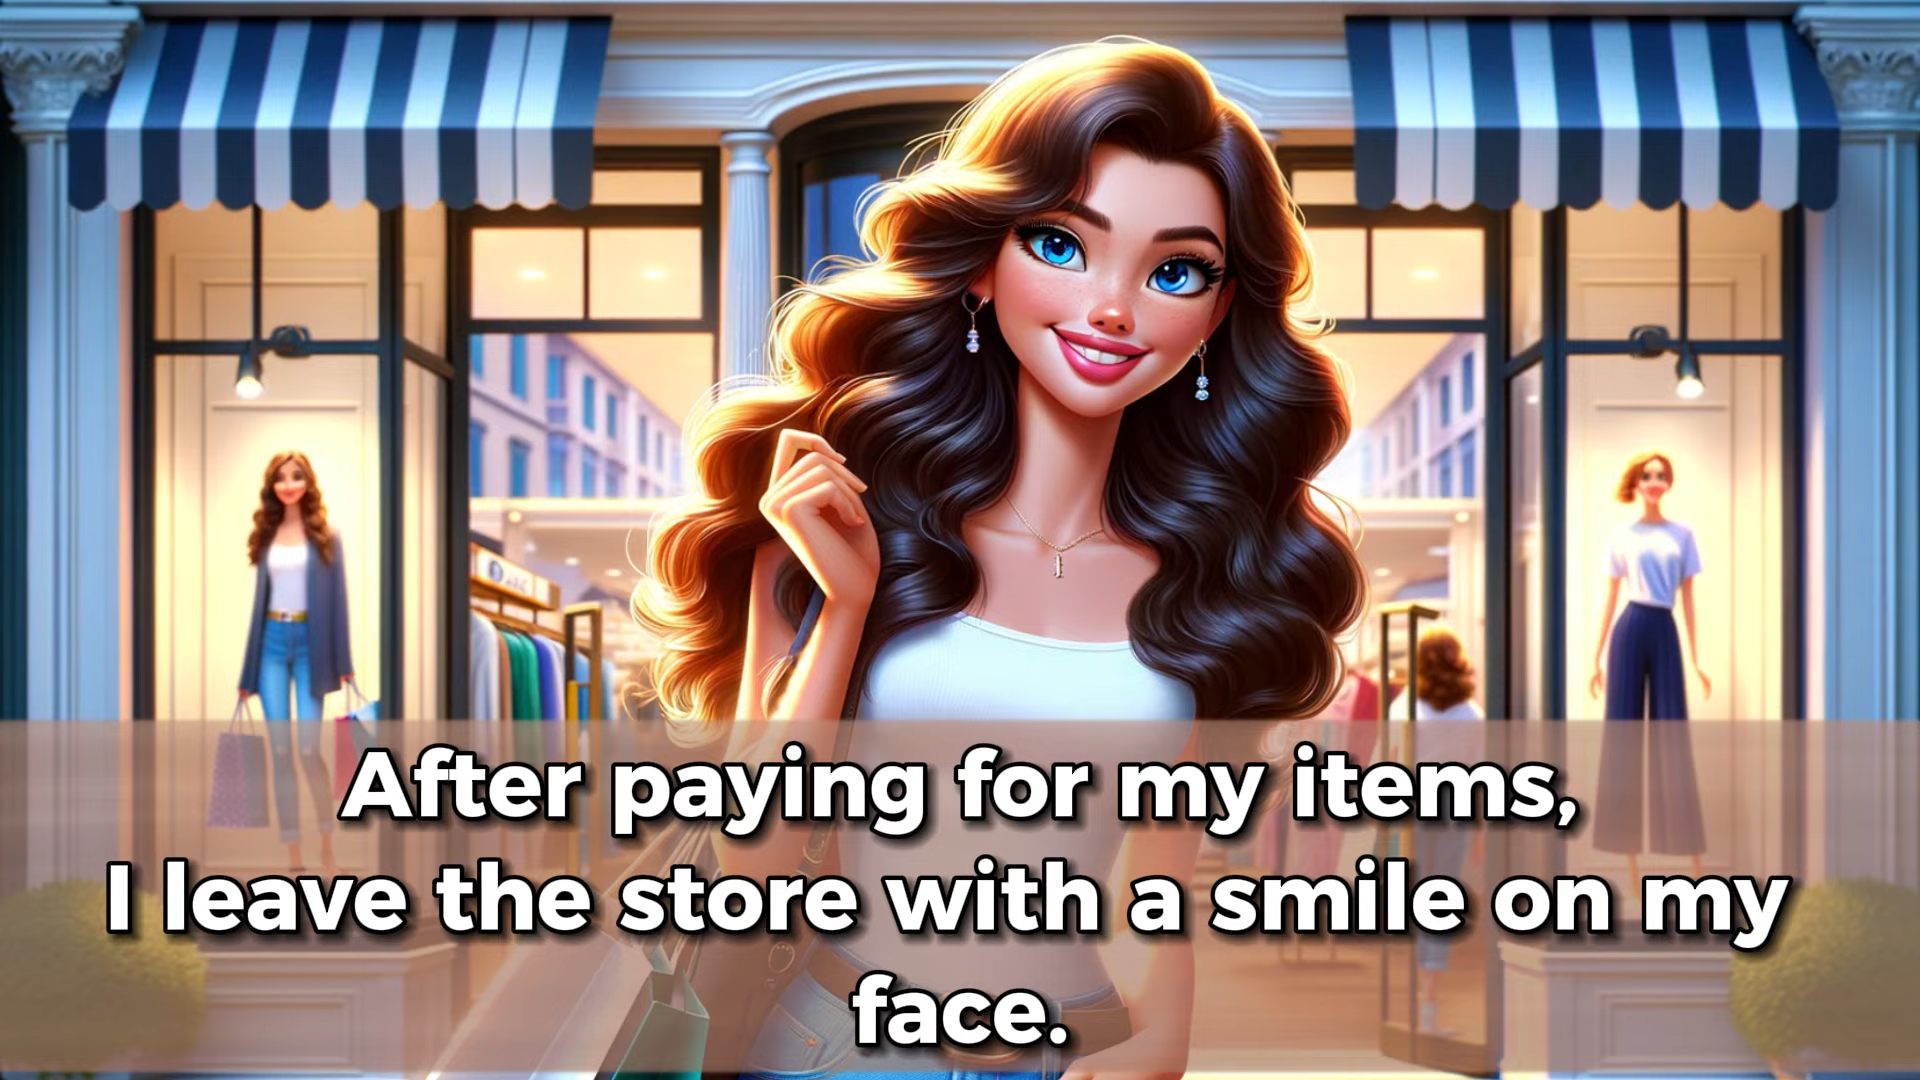 After paying for my items,
I leave the store with a smile on my
face.